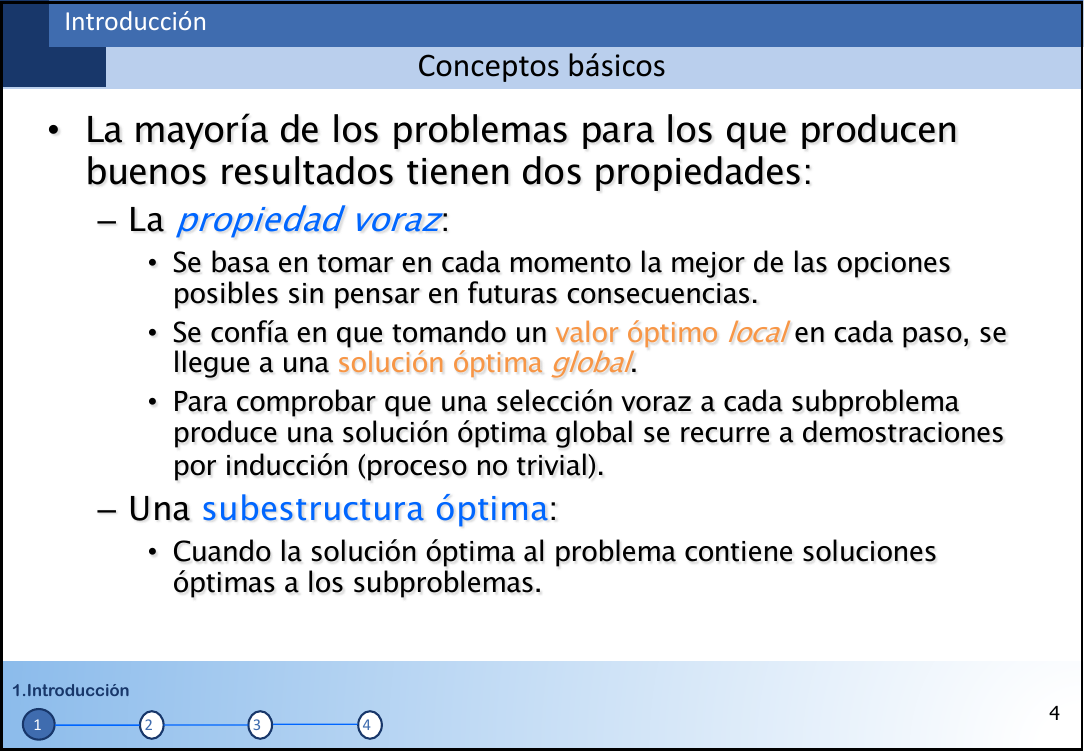 Introducción
Conceptos básicos
• La mayoría de los problemas para los que producen
buenos resultados tienen dos propiedades:
– La propiedad voraz:
• Se basa en tomar en cada momento la mejor de las opciones
posibles sin pensar en futuras consecuencias.
• Se confía en que tomando un valor óptimo local en cada paso, se
llegue a una solución óptima global.
• Para comprobar que una selección voraz a cada subproblema
produce una solución óptima global se recurre a demostraciones
por inducción (proceso no trivial).
– Una subestructura óptima:
• Cuando la solución óptima al problema contiene soluciones
óptimas a los subproblemas.
1.Introducción
1 2 3 4
4